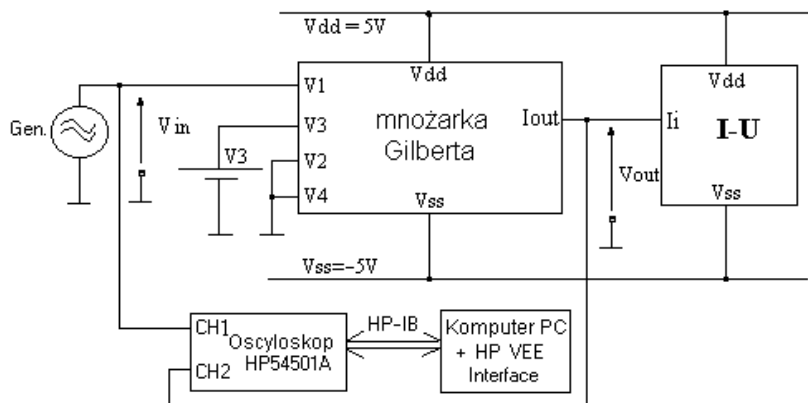 Vdd = 5V
Gen.
Vin
V3
V1
V3
V2
V4
Vdd
mnożarka
Gilberta
Vss
Iout
Vout
Vdd
Ii
I-U
Vss
Vss=-5V
CH1
CH2
Oscyloskop
HP54501A
HP-IB
Komputer PC
+ HP VEE
Interface